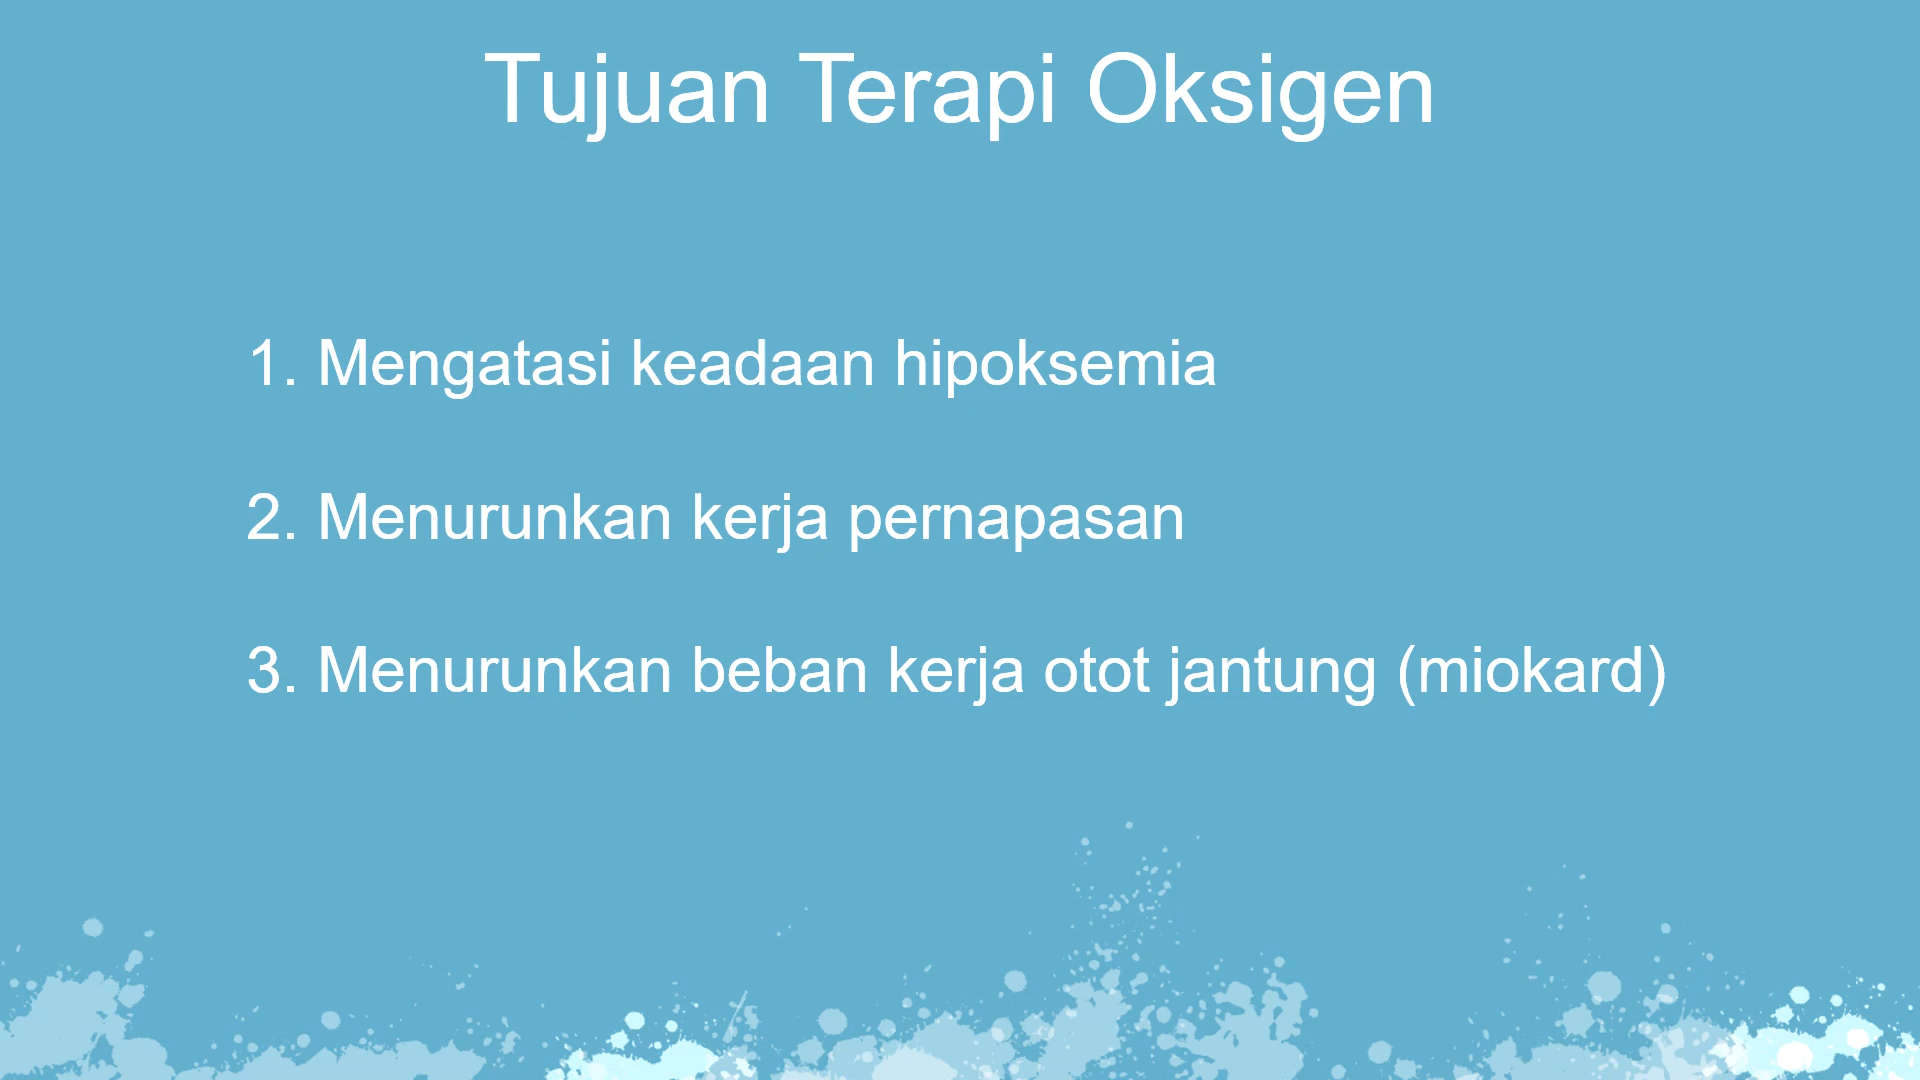 Tujuan Terapi Oksigen
1. Mengatasi keadaan hipoksemia
2. Menurunkan kerja pernapasan
3. Menurunkan beban kerja otot jantung (miokard)